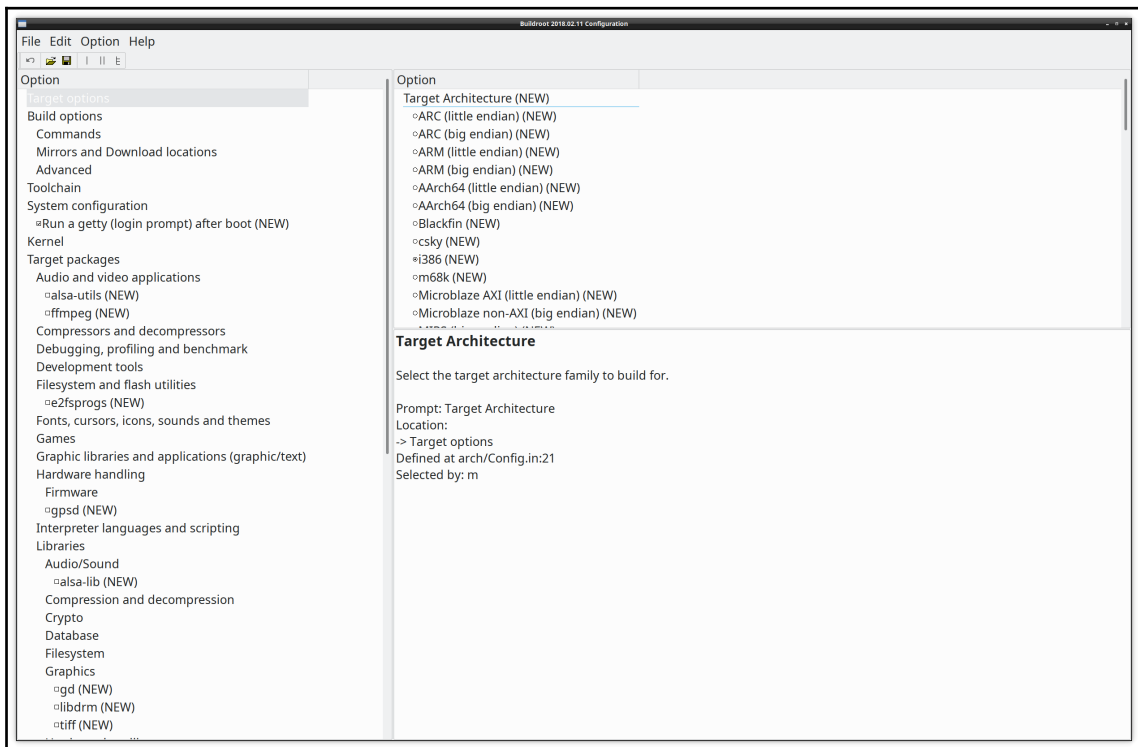 Buildroot 2018.02.11 Configuration
File Edit Option Help
Option
Target options
Build options
Commands
Mirrors and Download locations
Advanced
Toolchain
System configuration
Run a getty (login prompt) after boot (NEW)
Kernel
Target packages
Audio and video applications
alsa-utils (NEW)
ffmpeg (NEW)
Compressors and decompressors
Debugging, profiling and benchmark
Development tools
Filesystem and flash utilities
e2fsprogs (NEW)
Fonts, cursors, icons, sounds and themes
Games
Graphic libraries and applications (graphic/text)
Hardware handling
Firmware
gpsd (NEW)
Interpreter languages and scripting
Libraries
Audio/Sound
alsa-lib (NEW)
Compression and decompression
Crypto
Database
Filesystem
Graphics
gd (NEW)
libdrm (NEW)
tiff (NEW)
Option
Target Architecture (NEW)
ARC (little endian) (NEW)
ARC (big endian) (NEW)
ARM (little endian) (NEW)
ARM (big endian) (NEW)
AArch64 (little endian) (NEW)
AArch64 (big endian) (NEW)
Blackfin (NEW)
csky (NEW)
i386 (NEW)
m68k (NEW)
Microblaze AXI (little endian) (NEW)
Microblaze non-AXI (big endian) (NEW)
Target Architecture
Select the target architecture family to build for.
Prompt: Target Architecture
Location:
-> Target options
Defined at arch/Config.in:21
Selected by: m